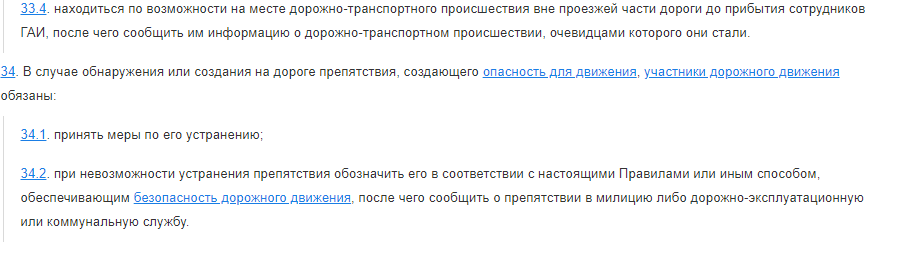 33.4. находиться по возможности на месте дорожно-транспортного происшествия вне проезжей части дороги до прибытия сотрудников
ГАИ, после чего сообщить им информацию о дорожно-транспортном происшествии, очевидцами которого они стали.
34. В случае обнаружения или создания на дороге препятствия, создающего опасность для движения, участники дорожного движения
обязаны:
34.1. принять меры по его устранению;
34.2. при невозможности устранения препятствия обозначить его в соответствии с настоящими Правилами или иным способом,
обеспечивающим безопасность дорожного движения, после чего сообщить о препятствии в милицию либо дорожно-эксплуатационную
или коммунальную службу.